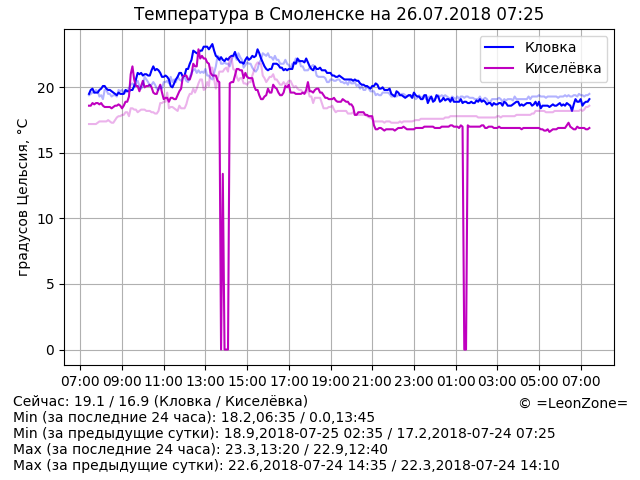 Температура в Смоленске на 26.07.2018 07:25
градусов Цельсия, °C
20
15
10
5
0
Кловка
Киселёвка
07:00 09:00 11:00 13:00 15:00 17:00 19:00 21:00 23:00 01:00 03:00 05:00 07:00
Сейчас: 19.1 / 16.9 (Кловка / Киселёвка)
© =LeonZone=
Min (за последние 24 часа): 18.2,06:35 / 0.0,13:45
Min (за предыдущие сутки): 18.9,2018-07-25 02:35 / 17.2,2018-07-24 07:25
Max (за последние 24 часа): 23.3,13:20 / 22.9,12:40
Max (за предыдущие сутки): 22.6,2018-07-24 14:35 / 22.3,2018-07-24 14:10